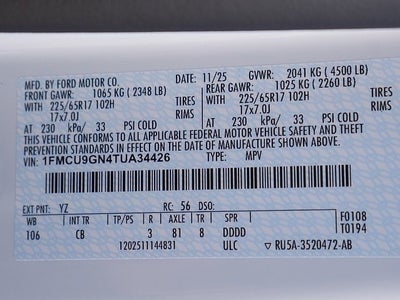 MFD. BY FORD MOTOR CO. 11/25 GVWR: 2041 KG ( 4500 LB)
FRONT GAWR: 1065 KG ( 2348 LB) REAR GAWR: 1025 KG ( 2260 LB)
WITH 225/65R17 102H TIRES WITH 225/65R17 102H TIRES
17x7.0J RIMS 17x7.0J RIMS
AT 230 kPa/ 33 PSI COLD AT 230 kPa/ 33 PSI COLD
THIS VEHICLE CONFORMS TO ALL APPLICABLE FEDERAL MOTOR VEHICLE SAFETY AND THEFT
PREVENTION STANDARDS IN EFFECT ON THE DATE OF MANUFACTURE SHOWN ABOVE.
VIN: 1FMCU9GN4TUA34426 TYPE: MPV
EXT PNT: YZ RC: 56 DSO: F0108
WB INT TR TP/PS R AXLE TR SPR T0194
106 CB 3 81 8 DDDD
1202511144831 ULC RU5A-3520472-AB